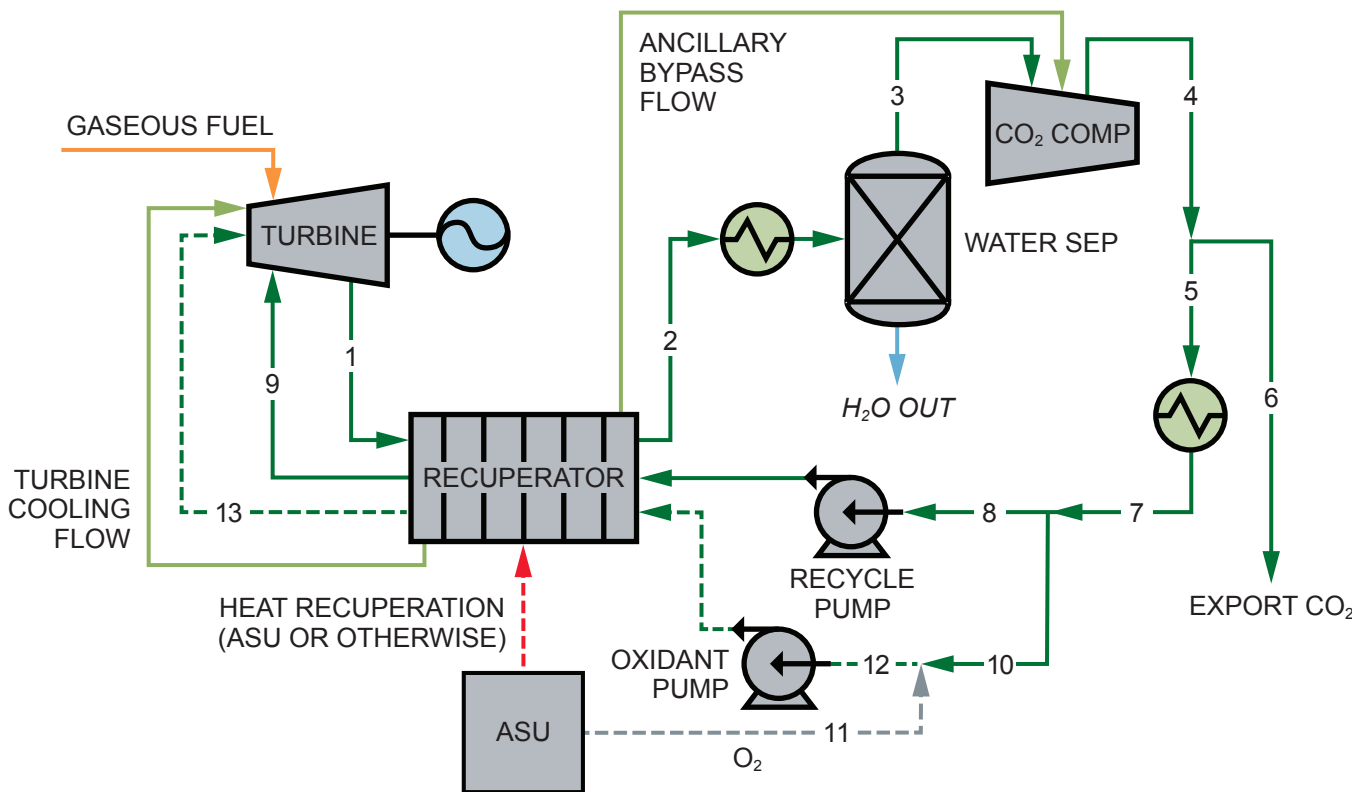 ANCILLARY
BYPASS
FLOW
3
4
CO₂ COMP
GASEOUS FUEL
TURBINE
WATER SEP
5
1
2
9
6
H₂O OUT
TURBINE
COOLING
FLOW
RECUPERATOR
13
8
7
RECYCLE
PUMP
HEAT RECUPERATION
(ASU OR OTHERWISE)
EXPORT CO₂
OXIDANT
PUMP
12
10
ASU
11
O₂